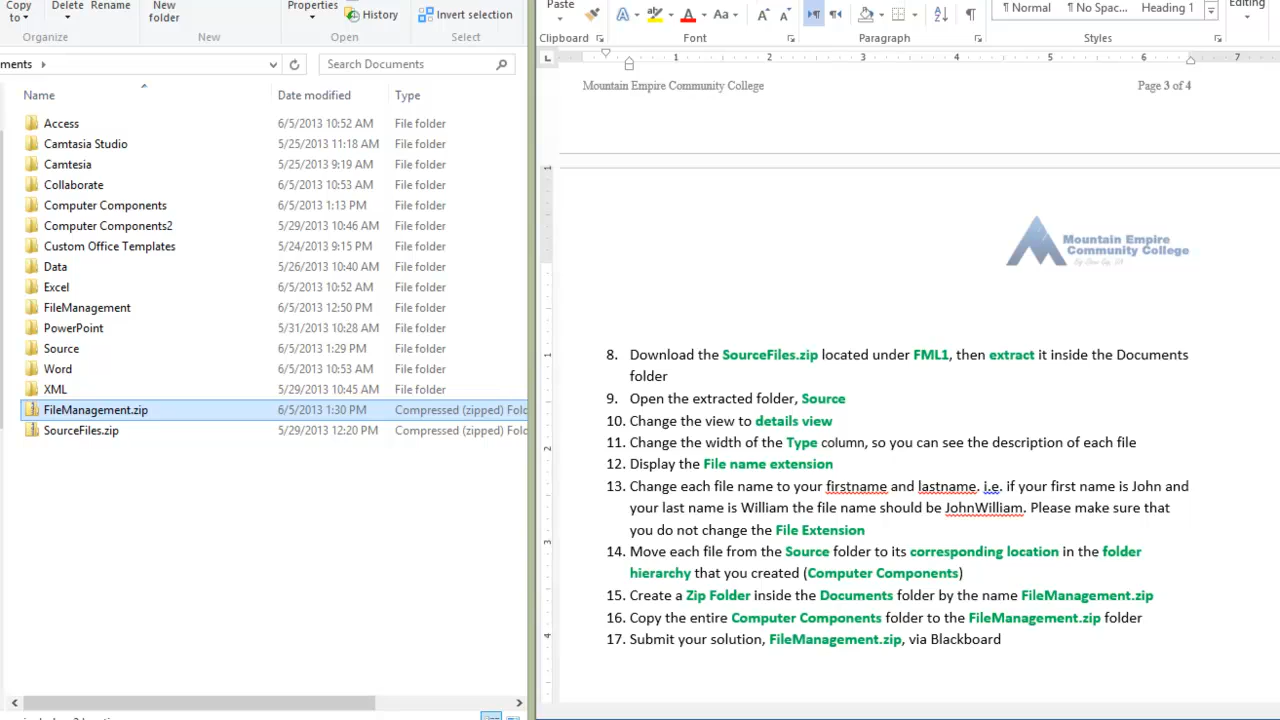 Copy
to
Delete
Rename
New
folder
Properties
History
Insert selection
Organize
New
Open
Select
ments
Search Documents
Name
Date modified
Type
Access 6/5/2013 10:52 AM File folder
Camtasia Studio 5/25/2013 11:18 AM File folder
Camtesia 5/25/2013 9:19 AM File folder
Collaborate 6/5/2013 10:53 AM File folder
Computer Components 6/5/2013 1:13 PM File folder
Computer Components2 5/29/2013 10:46 AM File folder
Custom Office Templates 5/24/2013 9:15 PM File folder
Data 5/26/2013 10:40 AM File folder
Excel 6/5/2013 10:52 AM File folder
FileManagement 6/5/2013 12:50 PM File folder
PowerPoint 5/31/2013 10:28 AM File folder
Source 6/5/2013 1:29 PM File folder
Word 6/5/2013 10:53 AM File folder
XML 5/29/2013 10:45 AM File folder
FileManagement.zip 6/5/2013 1:30 PM Compressed (zipped) Fold
SourceFiles.zip 5/29/2013 12:20 PM Compressed (zipped) Fold
Paste
Aa
¶ Normal
¶ No Spac...
Heading 1
Editing
Clipboard
Font
Paragraph
Styles
1 2 3 4 5 6 7
Mountain Empire Community College
Page 3 of 4
Mountain Empire
Community College
8. Download the SourceFiles.zip located under FML1, then extract it inside the Documents
folder
9. Open the extracted folder, Source
10. Change the view to details view
11. Change the width of the Type column, so you can see the description of each file
12. Display the File name extension
13. Change each file name to your firstname and lastname. i.e. if your first name is John and
your last name is William the file name should be JohnWilliam. Please make sure that
you do not change the File Extension
14. Move each file from the Source folder to its corresponding location in the folder
hierarchy that you created (Computer Components)
15. Create a Zip Folder inside the Documents folder by the name FileManagement.zip
16. Copy the entire Computer Components folder to the FileManagement.zip folder
17. Submit your solution, FileManagement.zip, via Blackboard